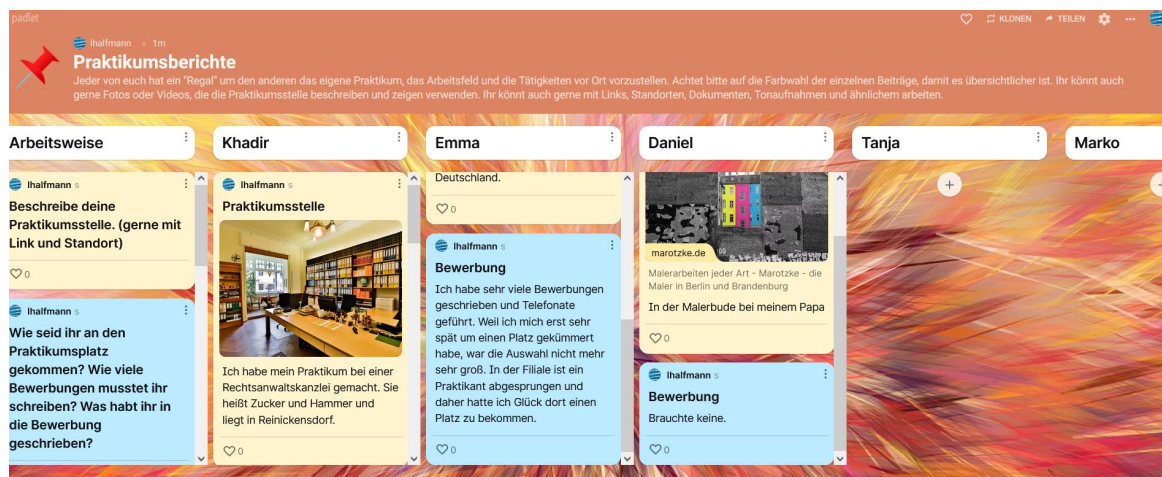 padlet
KLONEN
TEILEN
lhalfmann • 1m
Praktikumsberichte
Jeder von euch hat ein "Regal" um den anderen das eigene Praktikum, das Arbeitsfeld und die Tätigkeiten vor Ort vorzustellen. Achtet bitte auf die Farbwahl der einzelnen Beiträge, damit es übersichtlicher ist. Ihr könnt auch
gerne Fotos oder Videos, die die Praktikumsstelle beschreiben und zeigen verwenden. Ihr könnt auch gerne mit Links, Standorten, Dokumenten, Tonaufnahmen und ähnlichem arbeiten.
Arbeitsweise
lhalfmann s
Beschreibe deine
Praktikumsstelle. (gerne mit
Link und Standort)
0
lhalfmann s
Wie seid ihr an den
Praktikumsplatz
gekommen? Wie viele
Bewerbungen musstet ihr
schreiben? Was habt ihr in
die Bewerbung
geschrieben?
Khadir
lhalfmann s
Praktikumsstelle
Ich habe mein Praktikum bei einer
Rechtsanwaltskanzlei gemacht. Sie
heißt Zucker und Hammer und
liegt in Reinickensdorf.
0
Emma
Deutschland.
0
lhalfmann s
Bewerbung
Ich habe sehr viele Bewerbungen
geschrieben und Telefonate
geführt. Weil ich mich erst sehr
spät um einen Platz gekümmert
habe, war die Auswahl nicht mehr
sehr groß. In der Filiale ist ein
Praktikant abgesprungen und
daher hatte ich Glück dort einen
Platz zu bekommen.
0
Daniel
marotzke.de
Malerarbeiten jeder Art - Marotzke - die
Maler in Berlin und Brandenburg
In der Malerbude bei meinem Papa
0
lhalfmann s
Bewerbung
Brauchte keine.
0
Tanja
Marko